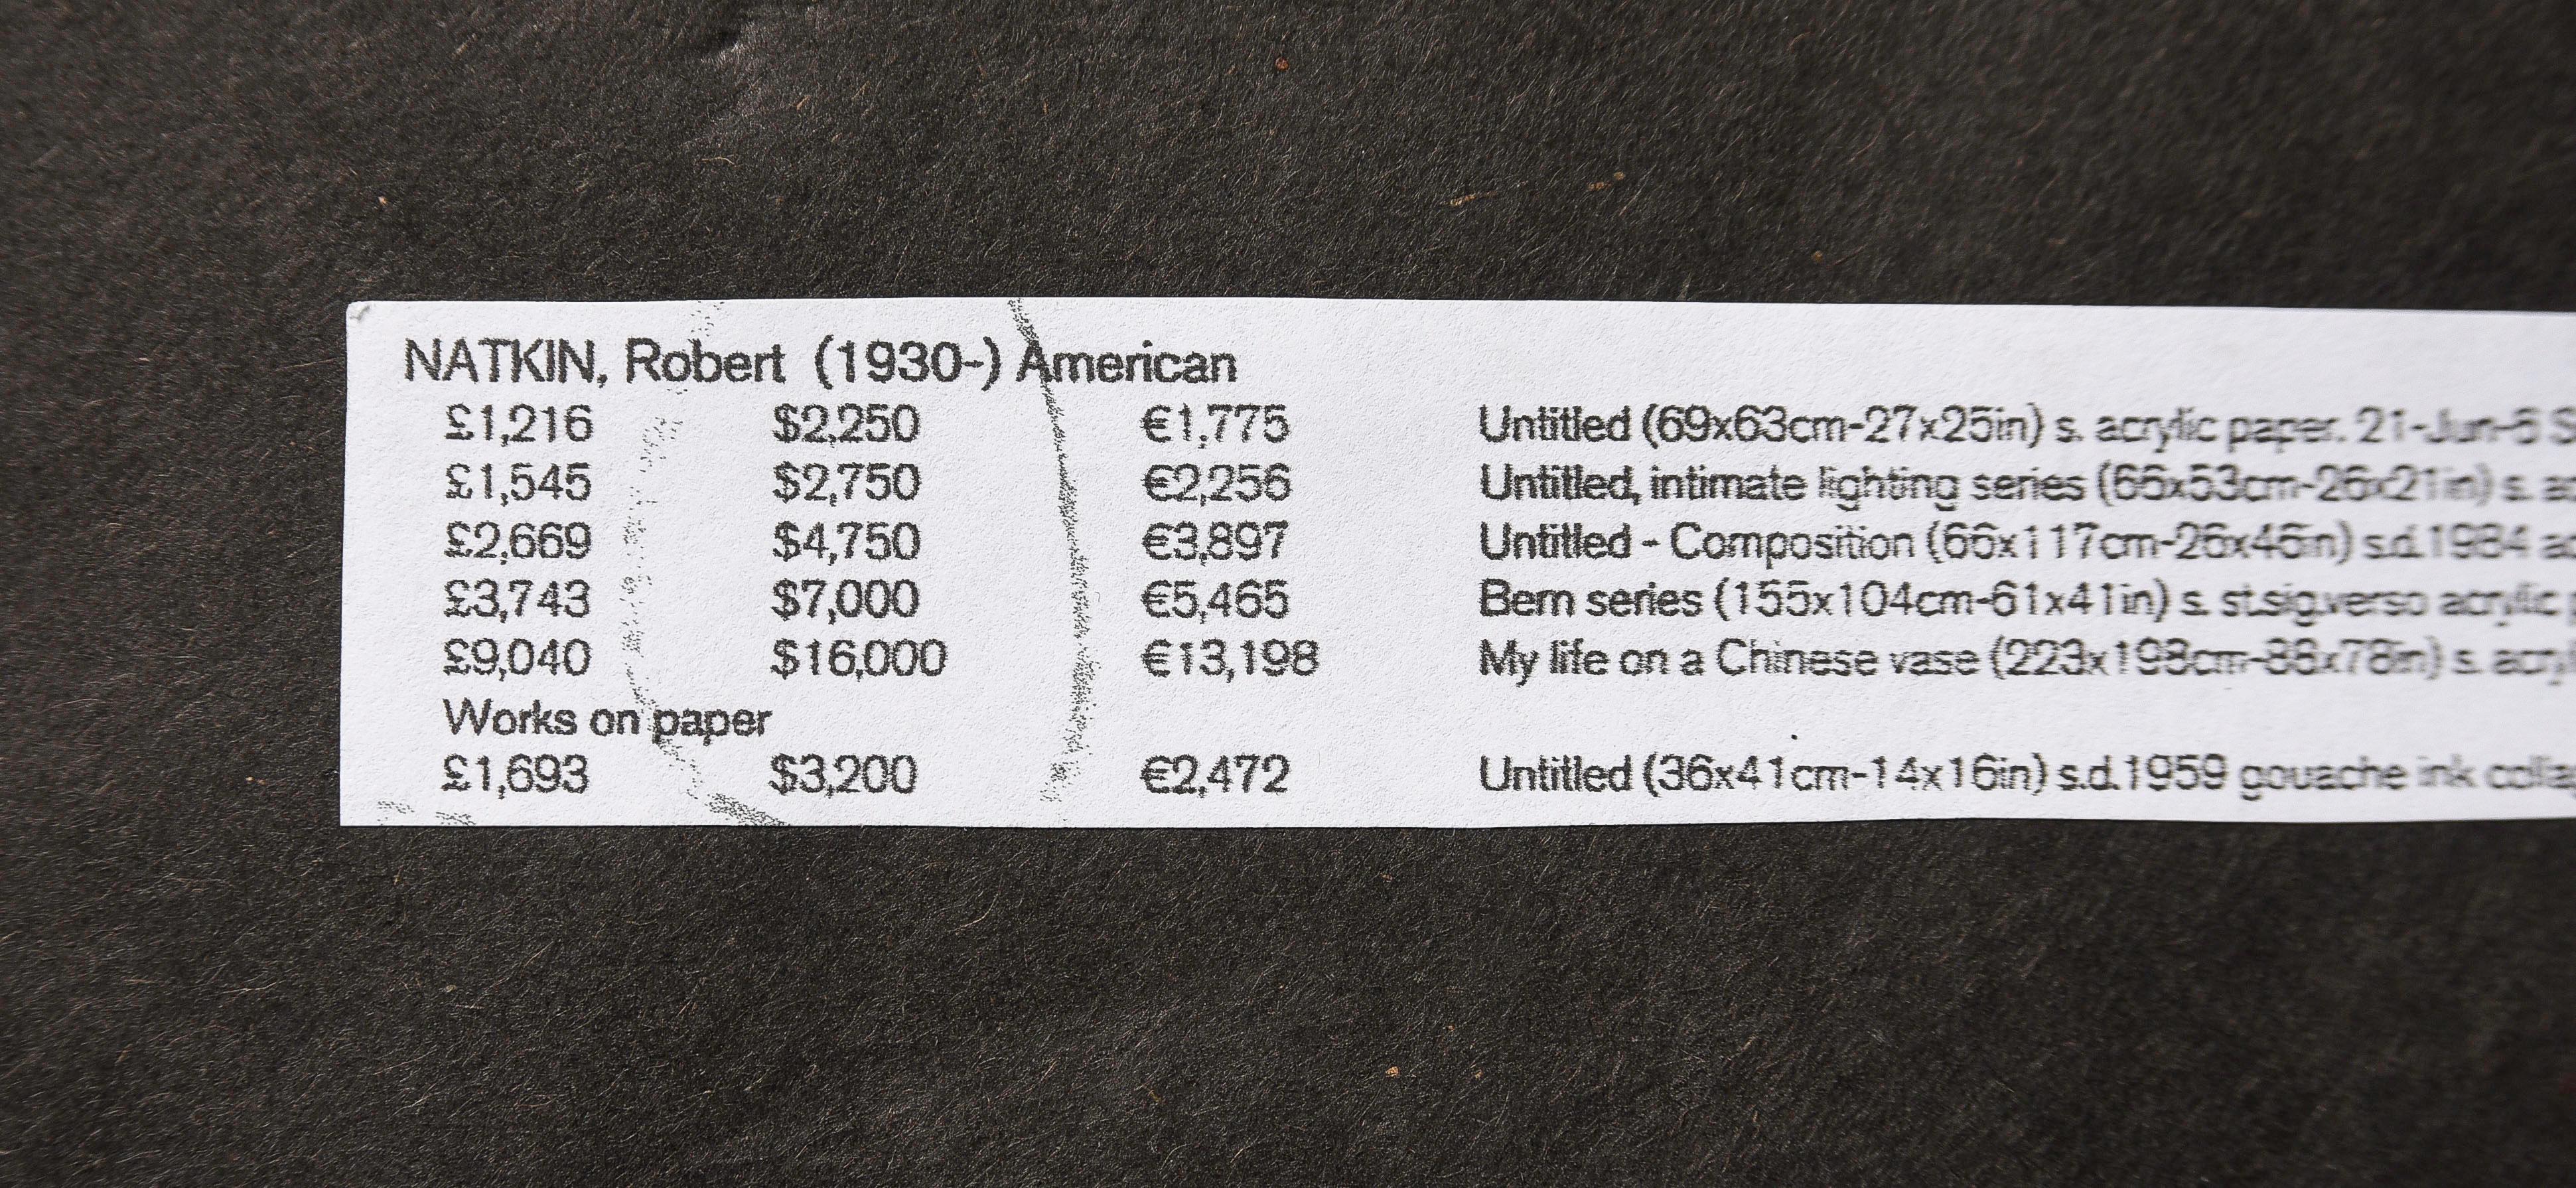 NATKIN, Robert (1930-) American
£1,216 $2,250 €1,775 Untitled (69x63cm-27x25in) s. acrylic paper. 21-Jun-6 S
£1,545 $2,750 €2,256 Untitled, intimate lighting series (66x53cm-26x21in) s.
£2,669 $4,750 €3,897 Untitled - Composition (66x117cm-26x46in) s.d.1984
£3,743 $7,000 €5,465 Bern series (155x104cm-61x41in) s. st.sig.verso acrylic
£9,040 $16,000 €13,198 My life on a Chinese vase (223x198cm-88x78in) s.
Works on paper
£1,693 $3,200 €2,472 Untitled (36x41cm-14x16in) s.d.1959 gouache ink